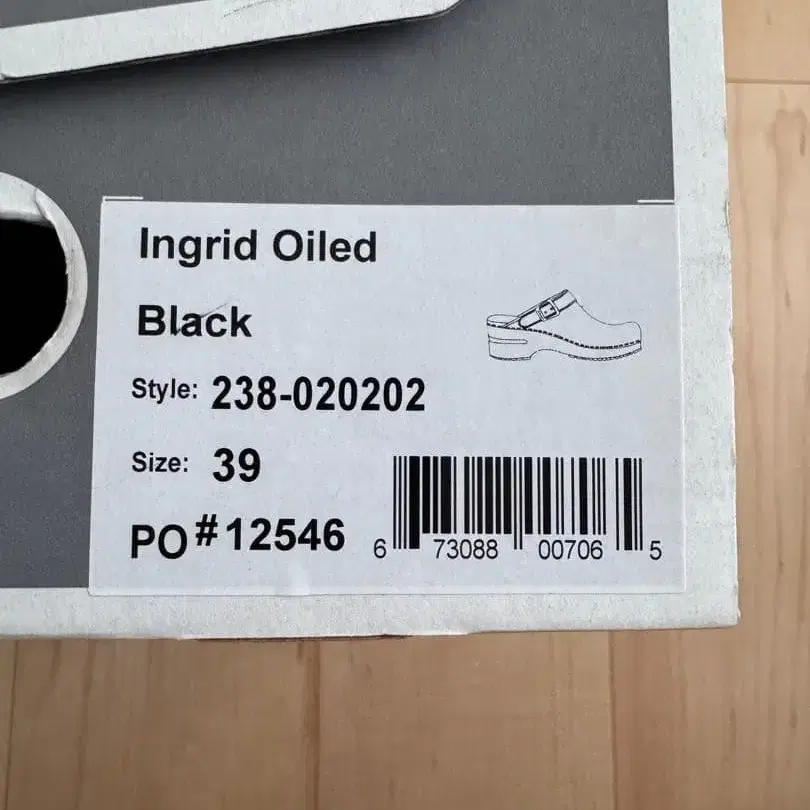 Ingrid Oiled
Black
Style: 238-020202
Size: 39
PO#12546
6 73088 00706 5